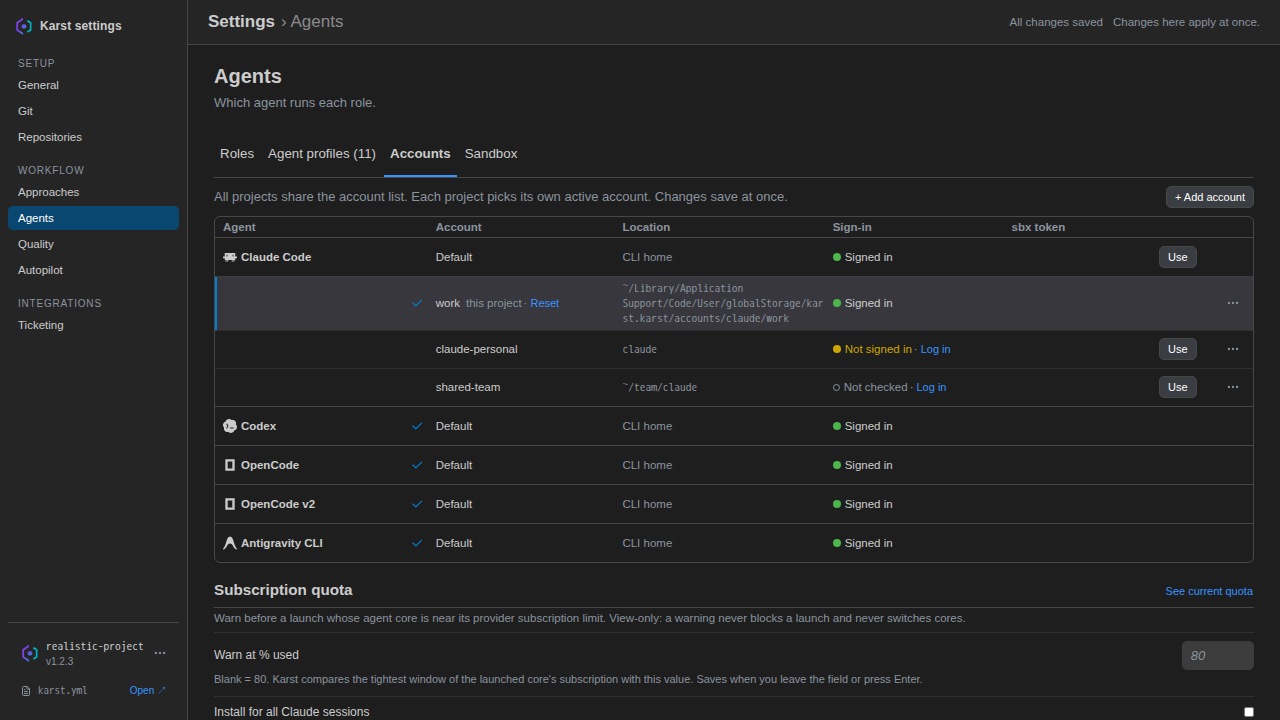 Karst settings
SETUP
General
Git
Repositories
WORKFLOW
Approaches
Agents
Quality
Autopilot
INTEGRATIONS
Ticketing
realistic-project
v1.2.3
karst.yml
Open ↗
Settings › Agents
All changes saved Changes here apply at once.
Agents
Which agent runs each role.
Roles Agent profiles (11) Accounts Sandbox
All projects share the account list. Each project picks its own active account. Changes save at once.
+ Add account
Agent Account Location Sign-in sbx token
Claude Code Default CLI home Signed in Use
work this project · Reset ~/Library/Application
Support/Code/User/globalStorage/kar
st.karst/accounts/claude/work Signed in
claude-personal claude Not signed in · Log in Use
shared-team ~/team/claude Not checked · Log in Use
Codex Default CLI home Signed in
OpenCode Default CLI home Signed in
OpenCode v2 Default CLI home Signed in
Antigravity CLI Default CLI home Signed in
Subscription quota
See current quota
Warn before a launch whose agent core is near its provider subscription limit. View-only: a warning never blocks a launch and never switches cores.
Warn at % used
80
Blank = 80. Karst compares the tightest window of the launched core's subscription with this value. Saves when you leave the field or press Enter.
Install for all Claude sessions